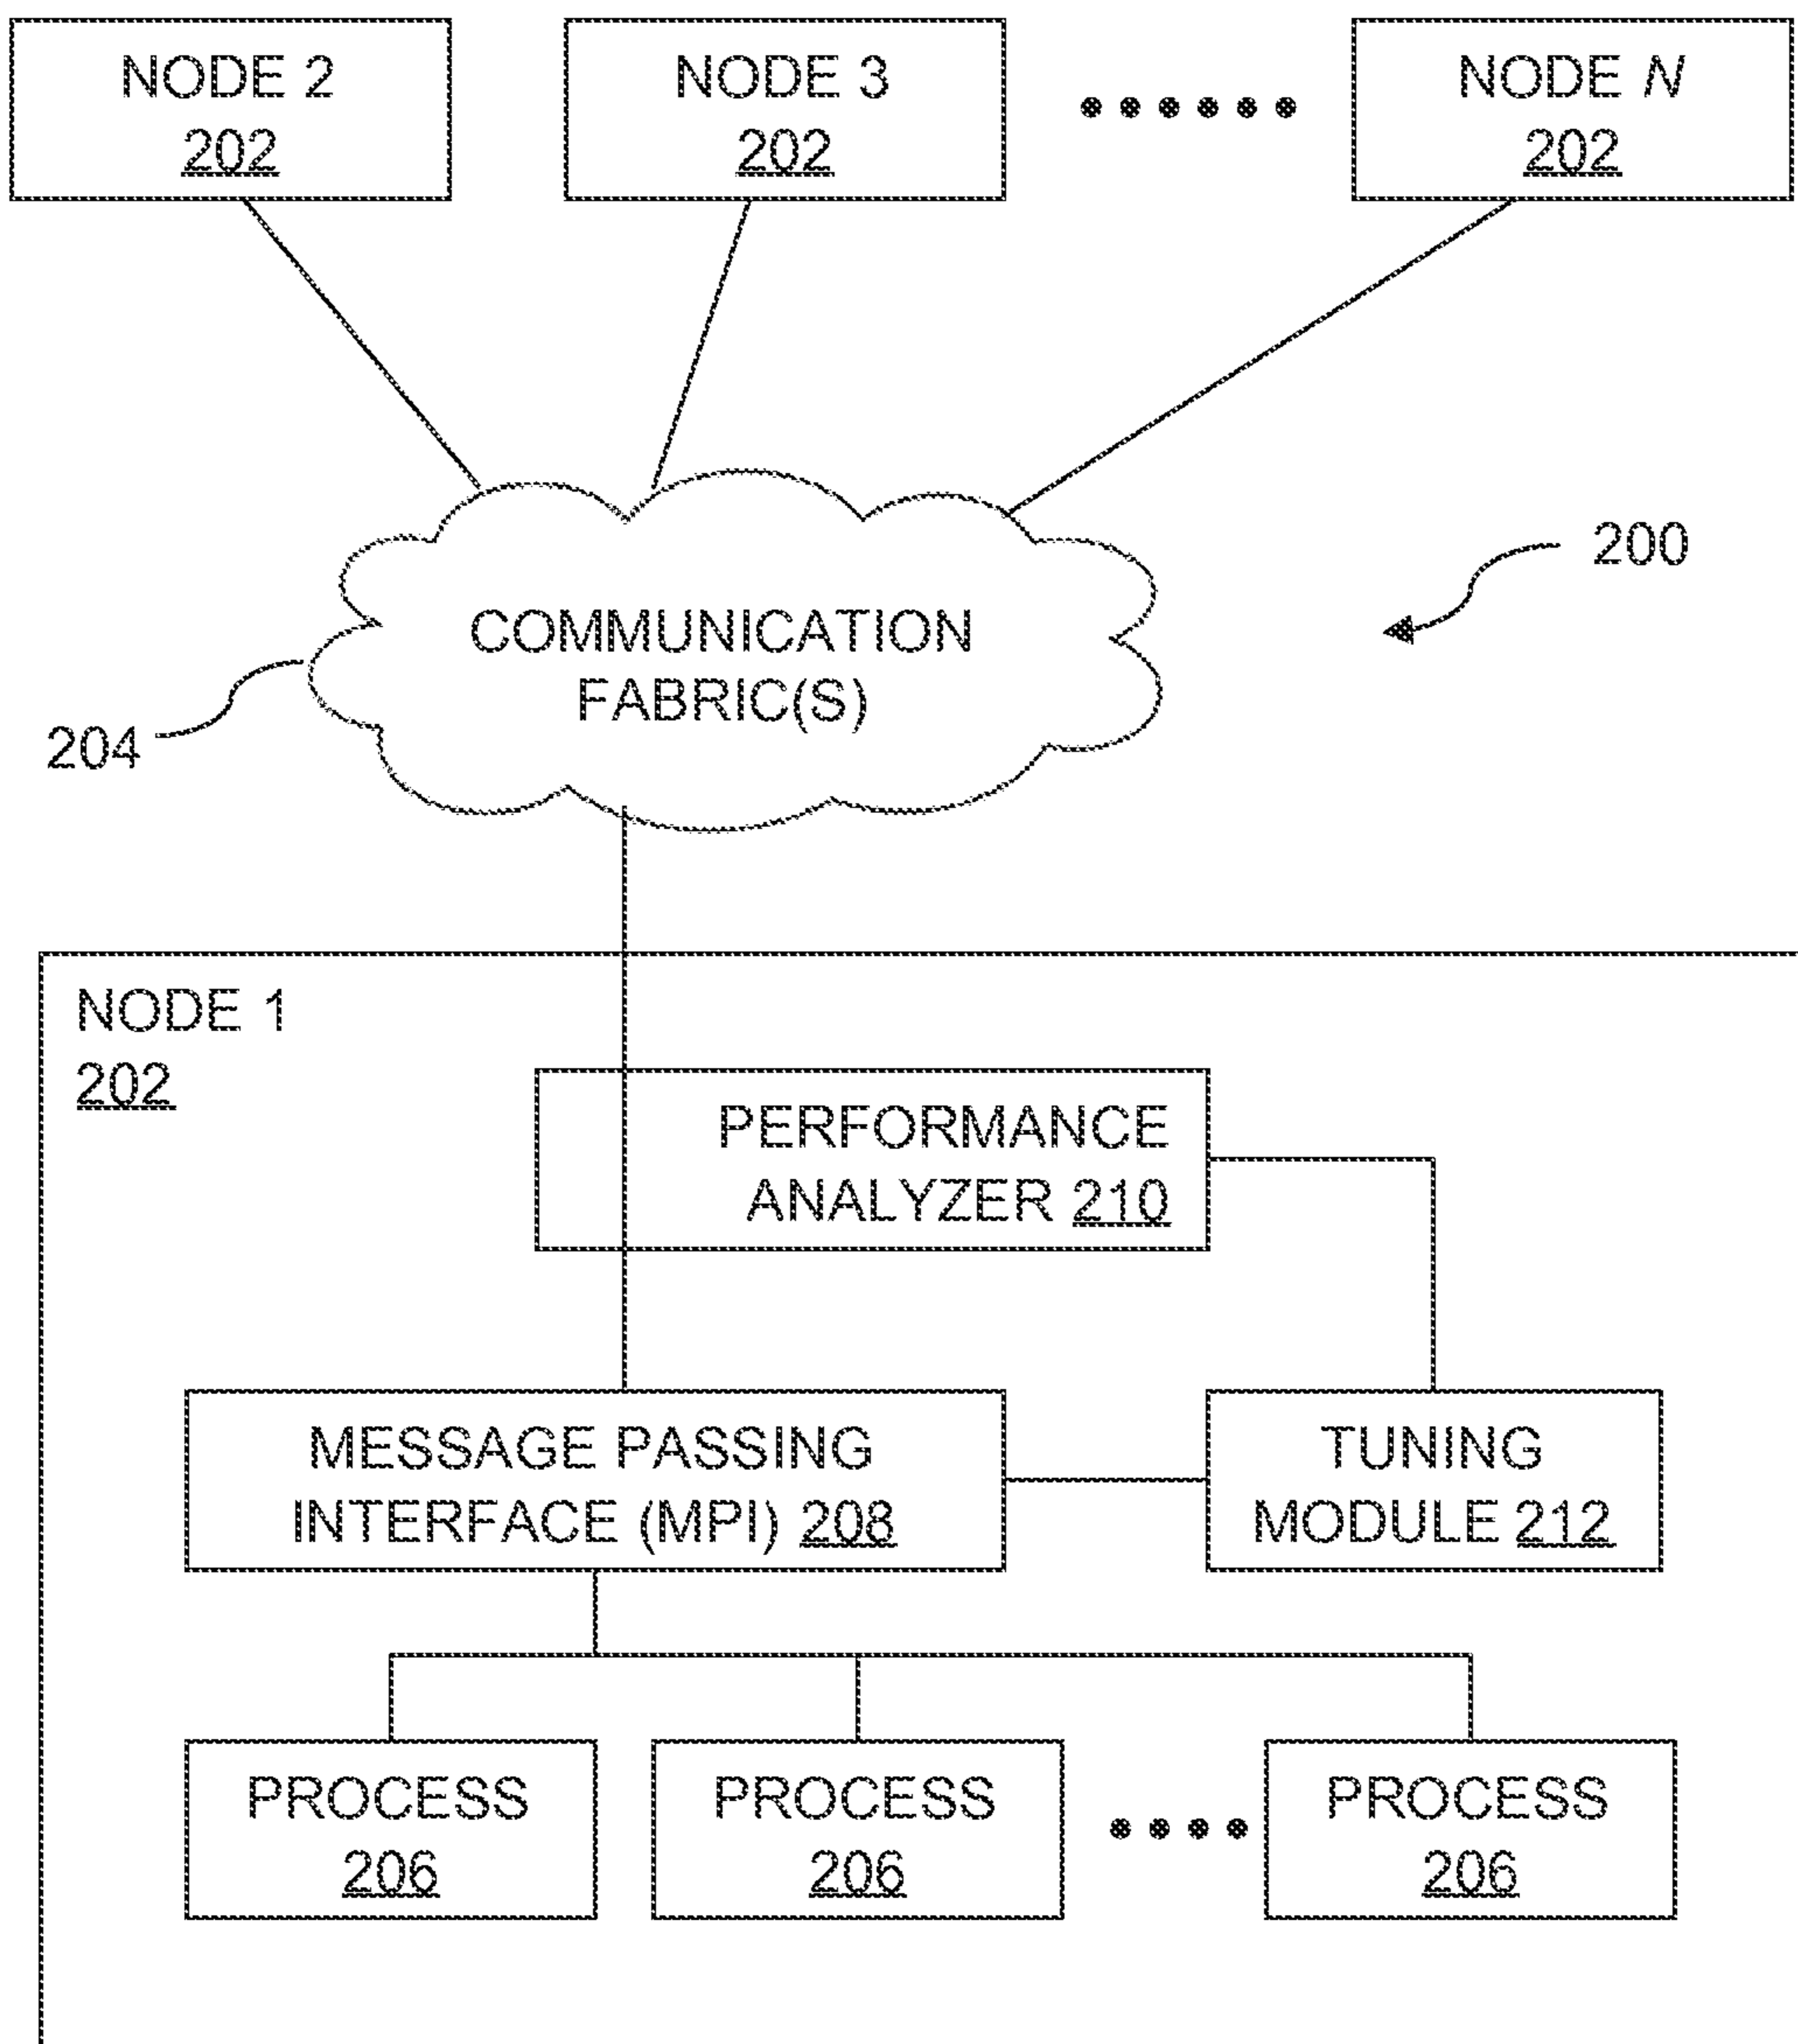 NODE 2
202
NODE 3
202
NODE N
202
200
COMMUNICATION
FABRIC(S)
204
NODE 1
202
PERFORMANCE
ANALYZER 210
MESSAGE PASSING
INTERFACE (MPI) 208
TUNING
MODULE 212
PROCESS
206
PROCESS
206
PROCESS
206